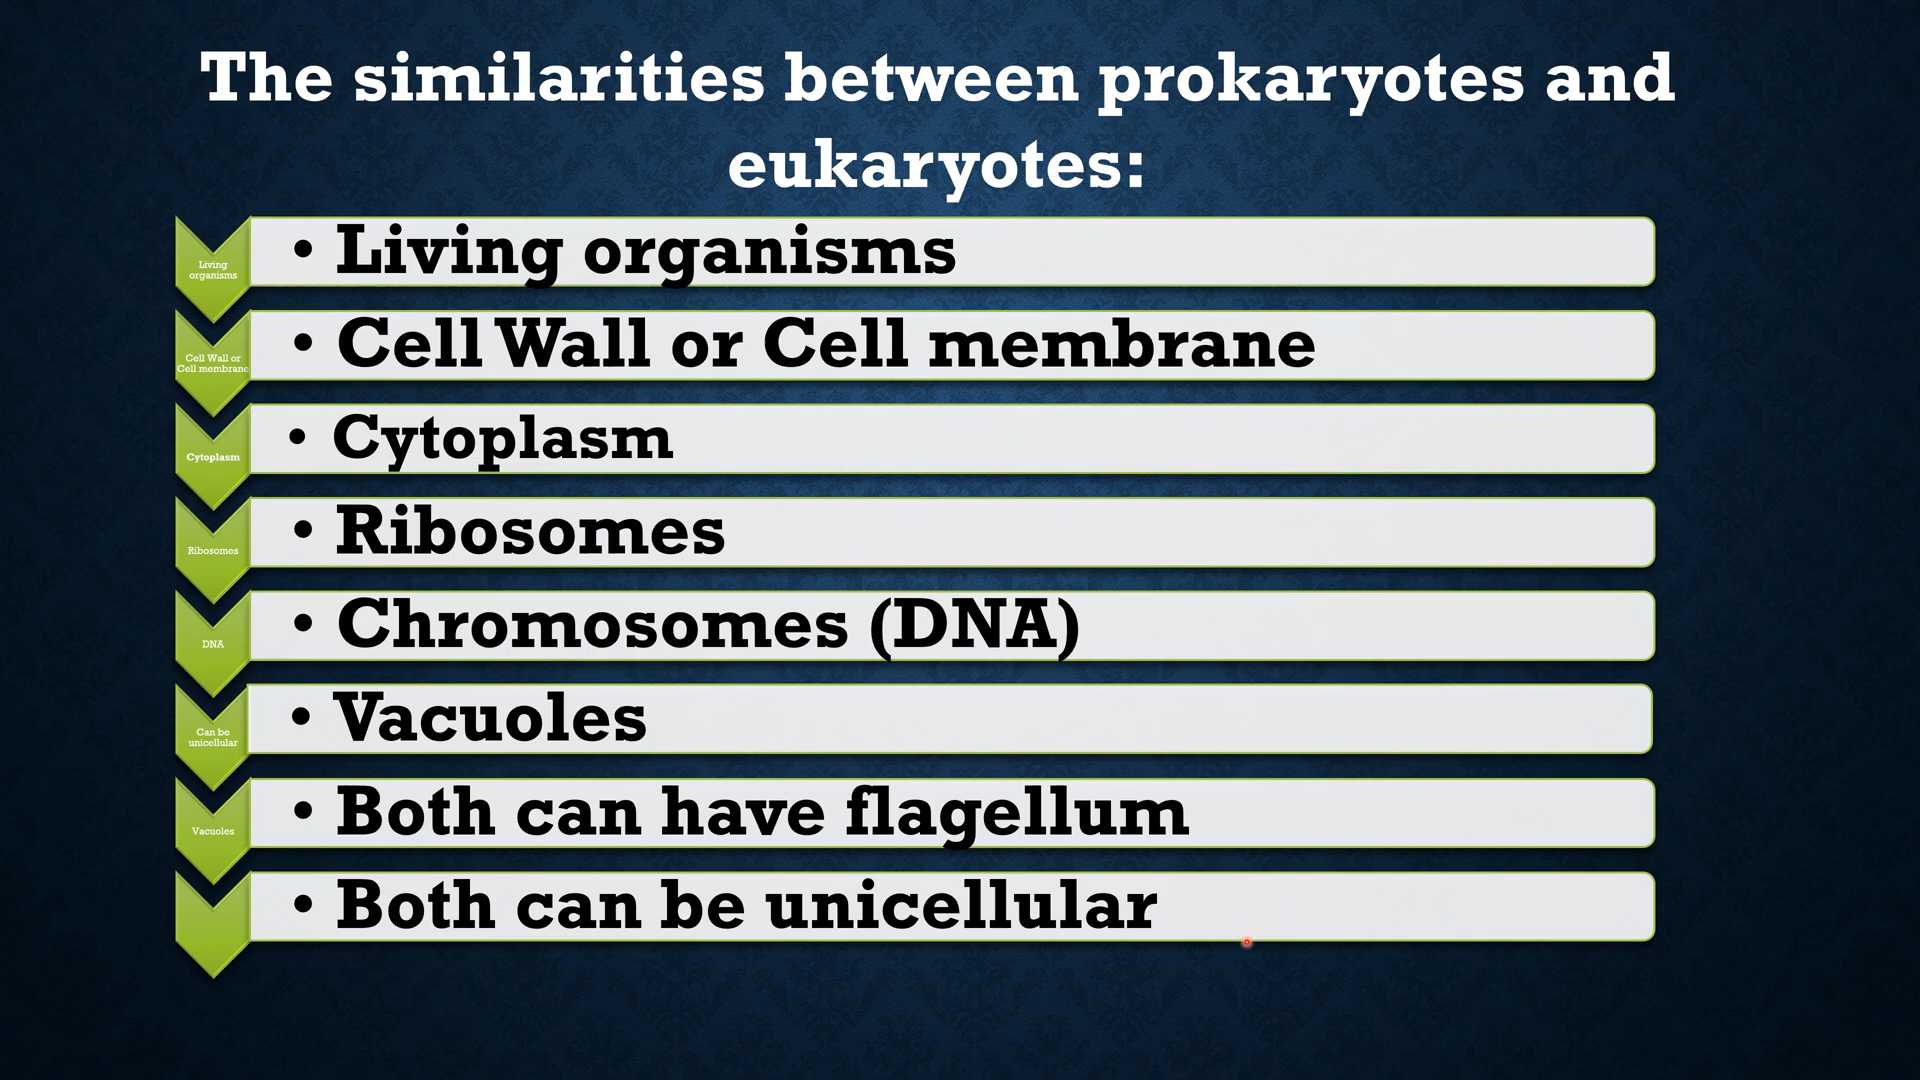 The similarities between prokaryotes and
eukaryotes:
Living
organisms
• Living organisms
Cell Wall or
Cell membrane
• Cell Wall or Cell membrane
Cytoplasm
• Cytoplasm
Ribosomes
• Ribosomes
DNA
• Chromosomes (DNA)
Can be
unicellular
• Vacuoles
Vacuoles
• Both can have flagellum
• Both can be unicellular